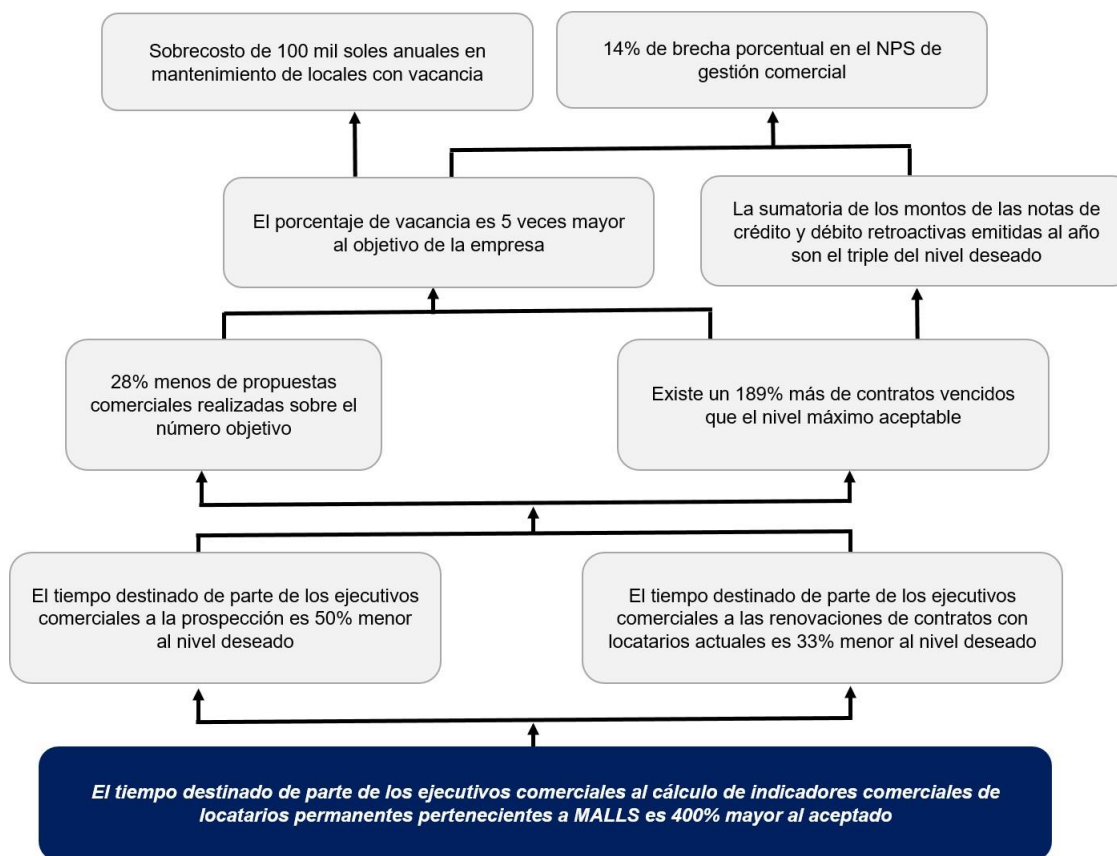 Sobrecosto de 100 mil soles anuales en
mantenimiento de locales con vacancia
14% de brecha porcentual en el NPS de
gestión comercial
El porcentaje de vacancia es 5 veces mayor
al objetivo de la empresa
La sumatoria de los montos de las notas de
crédito y débito retroactivas emitidas al año
son el triple del nivel deseado
28% menos de propuestas
comerciales realizadas sobre el
número objetivo
Existe un 189% más de contratos vencidos
que el nivel máximo aceptable
El tiempo destinado de parte de los ejecutivos
comerciales a la prospección es 50% menor
al nivel deseado
El tiempo destinado de parte de los ejecutivos
comerciales a las renovaciones de contratos con
locatarios actuales es 33% menor al nivel deseado
El tiempo destinado de parte de los ejecutivos comerciales al cálculo de indicadores comerciales de
locatarios permanentes pertenecientes a MALLS es 400% mayor al aceptado